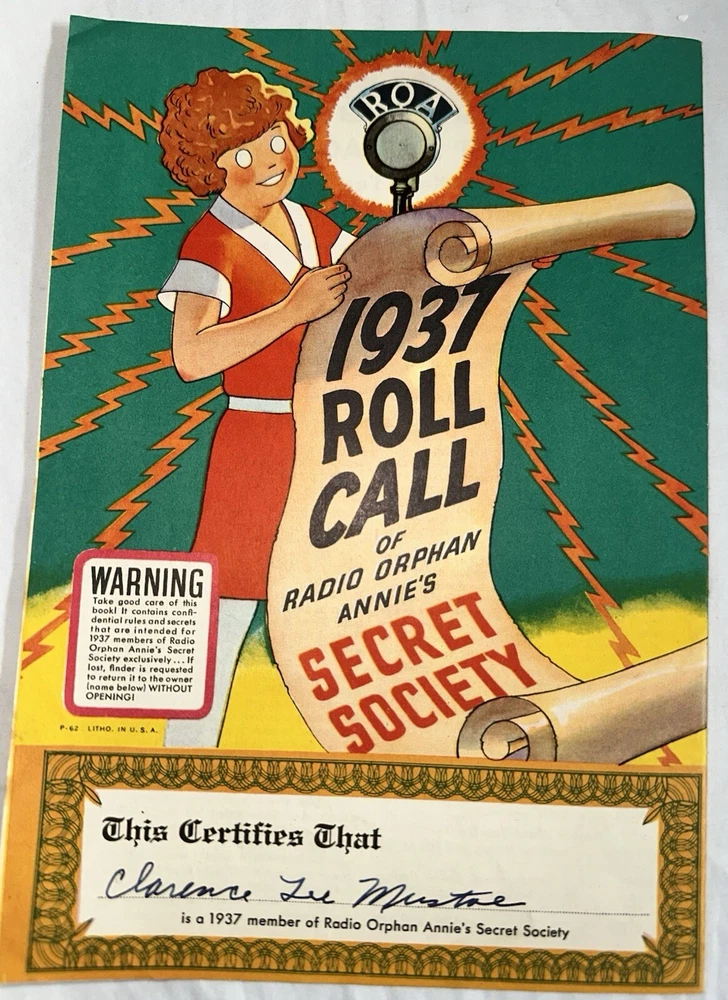 ROA
1937
ROLL
CALL
OF
RADIO ORPHAN
ANNIE'S
SECRET
SOCIETY
WARNING
Take good care of this
book! It contains confi-
dential rules and secrets
that are intended for
1937 members of Radio
Orphan Annie's Secret
Society exclusively... If
lost, finder is requested
to return it to the owner
(name below) WITHOUT
OPENING!
P-62 LITHO. IN U.S.A.
This Certifies That
Clarence Lee Mustoe
is a 1937 member of Radio Orphan Annie's Secret Society